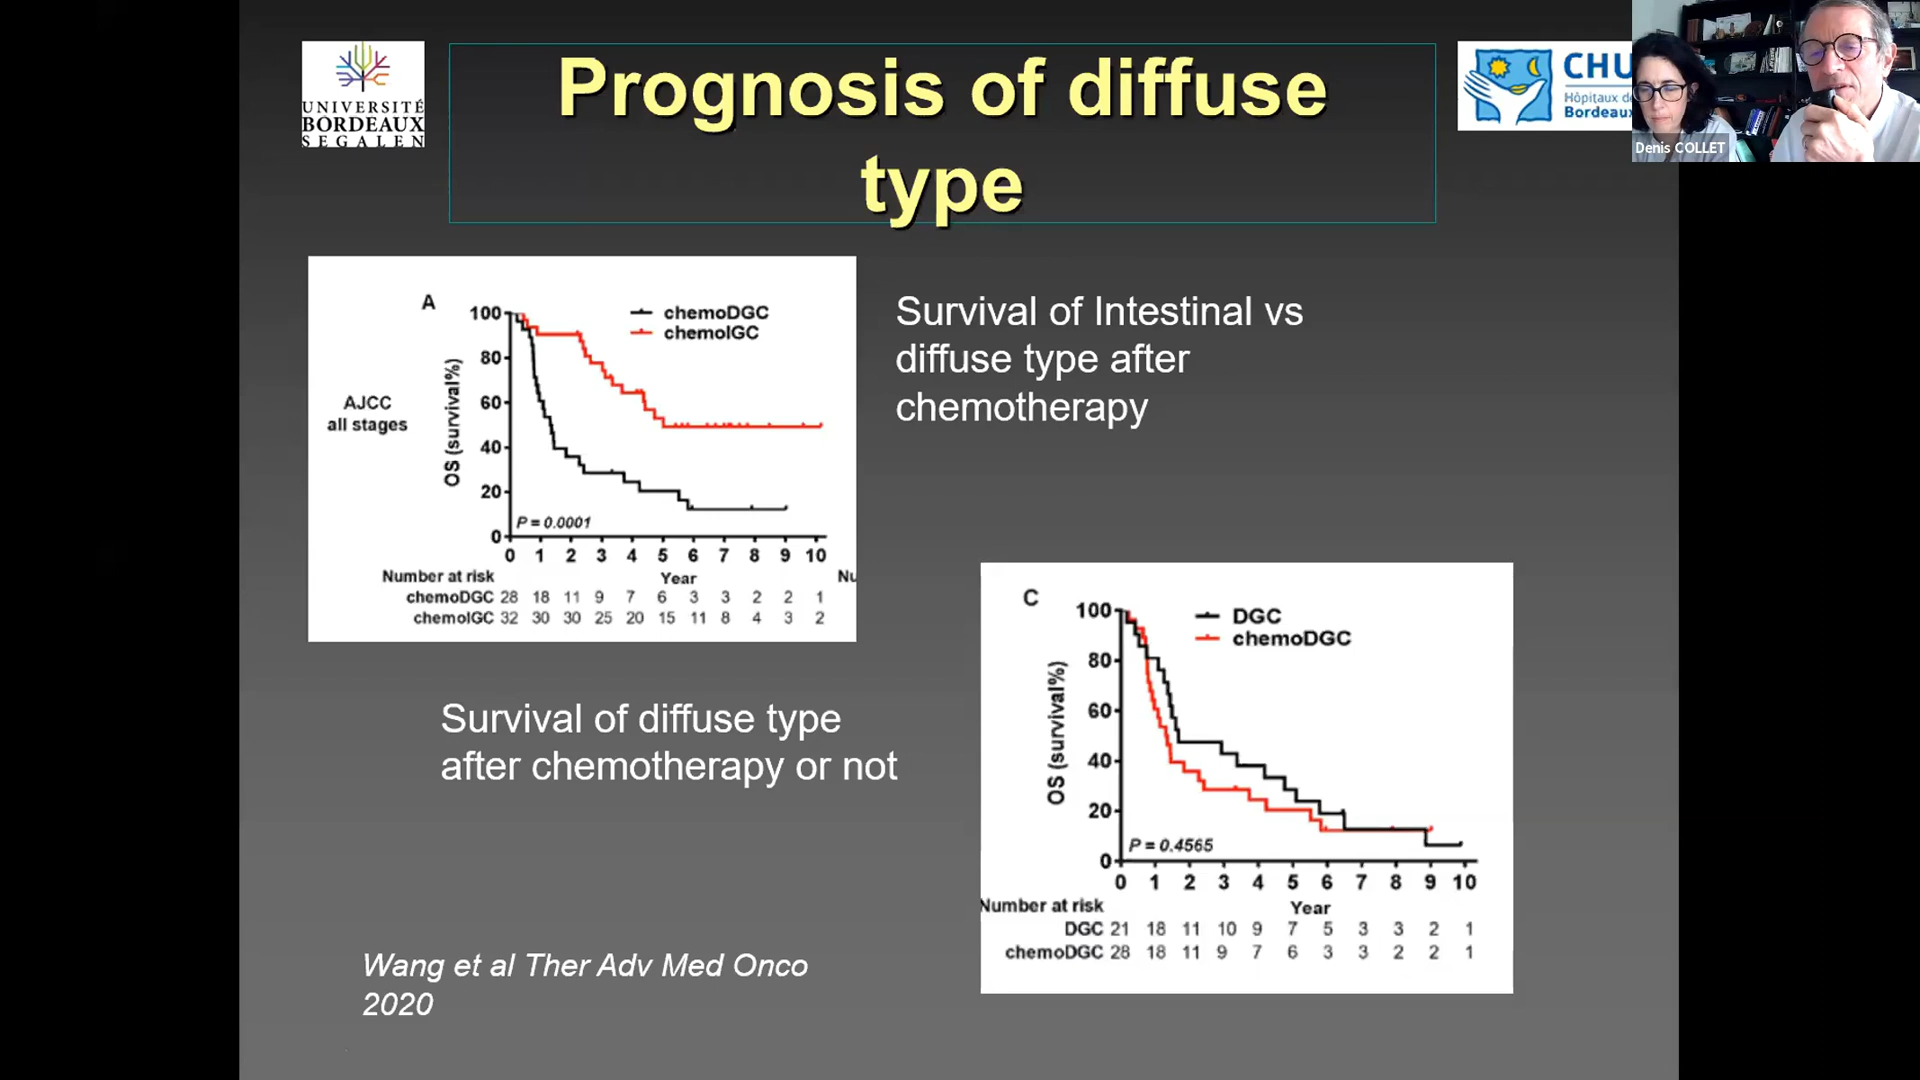 UNIVERSITÉ
BORDEAUX
SEGALEN
Prognosis of diffuse
type
CHU
Hôpitaux de
Bordeaux
Denis COLLET
A
chemoDGC
chemoIGC
AJCC
all stages
OS (survival%)
100
80
60
40
20
0
P = 0.0001
0 1 2 3 4 5 6 7 8 9 10
Number at risk
Year
Nu
chemoDGC 28 18 11 9 7 6 3 3 2 2 1
chemoIGC 32 30 30 25 20 15 11 8 4 3 2
Survival of Intestinal vs
diffuse type after
chemotherapy
Survival of diffuse type
after chemotherapy or not
C
DGC
chemoDGC
OS (survival%)
100
80
60
40
20
0
P = 0.4565
0 1 2 3 4 5 6 7 8 9 10
Number at risk
Year
DGC 21 18 11 10 9 7 5 3 3 2 1
chemoDGC 28 18 11 9 7 6 3 3 2 2 1
Wang et al Ther Adv Med Onco
2020